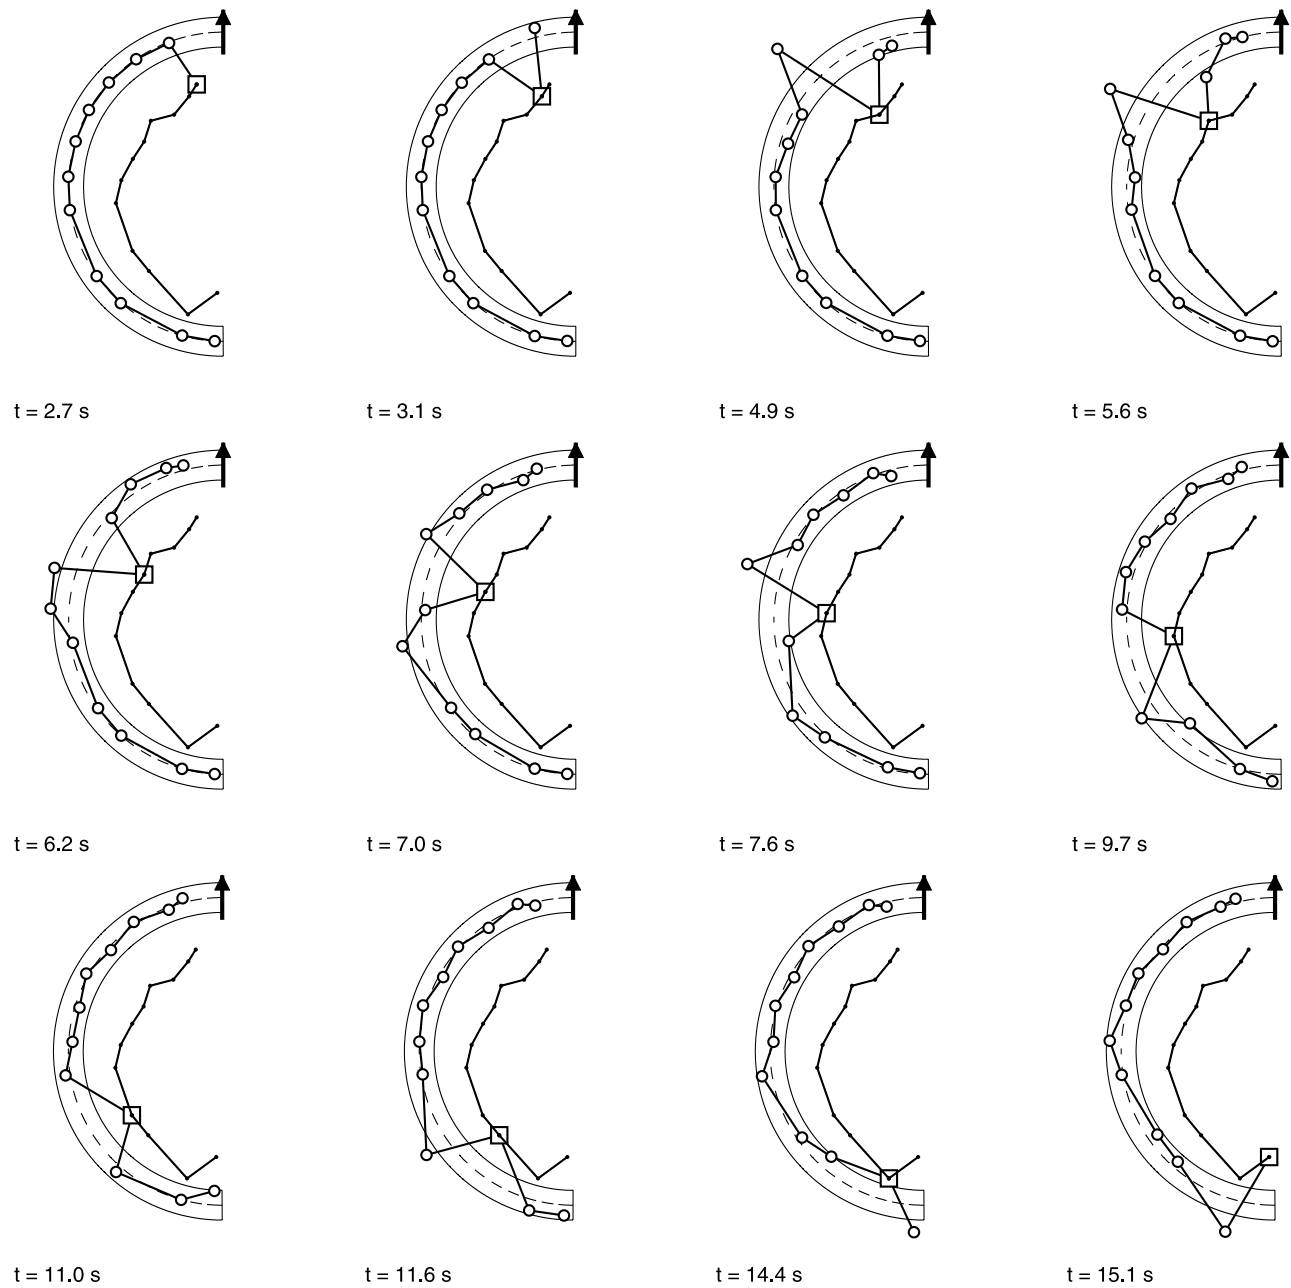 t = 2.7 s
t = 3.1 s
t = 4.9 s
t = 5.6 s
t = 6.2 s
t = 7.0 s
t = 7.6 s
t = 9.7 s
t = 11.0 s
t = 11.6 s
t = 14.4 s
t = 15.1 s